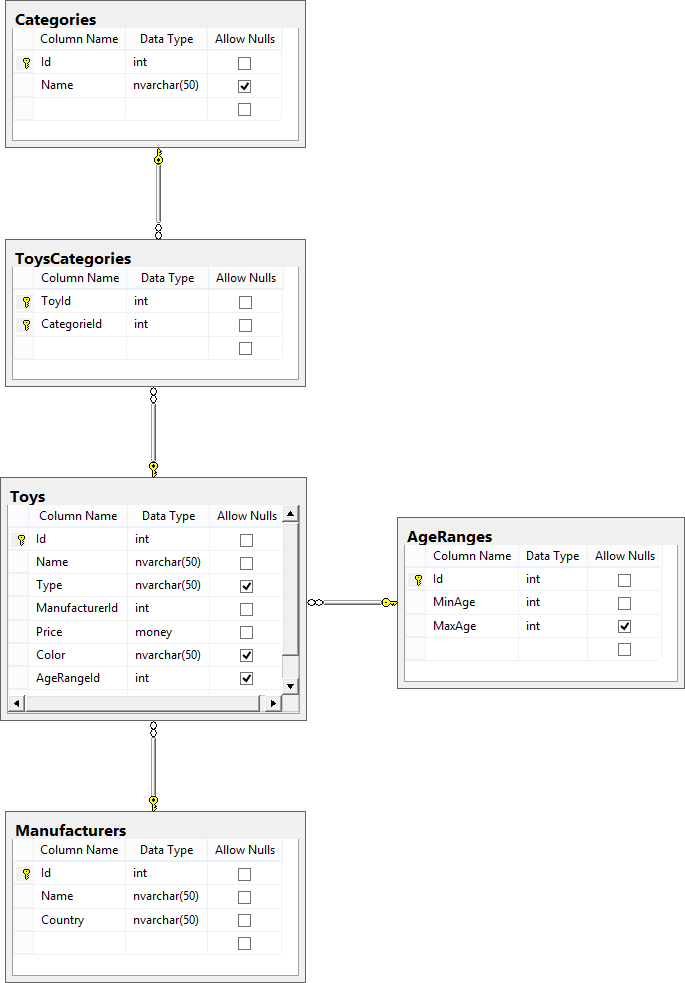 Categories
Column Name Data Type Allow Nulls
Id int
Name nvarchar(50)
ToysCategories
Column Name Data Type Allow Nulls
ToyId int
CategorieId int
Toys
Column Name Data Type Allow Nulls
Id int
Name nvarchar(50)
Type nvarchar(50)
ManufacturerId int
Price money
Color nvarchar(50)
AgeRangeId int
AgeRanges
Column Name Data Type Allow Nulls
Id int
MinAge int
MaxAge int
Manufacturers
Column Name Data Type Allow Nulls
Id int
Name nvarchar(50)
Country nvarchar(50)